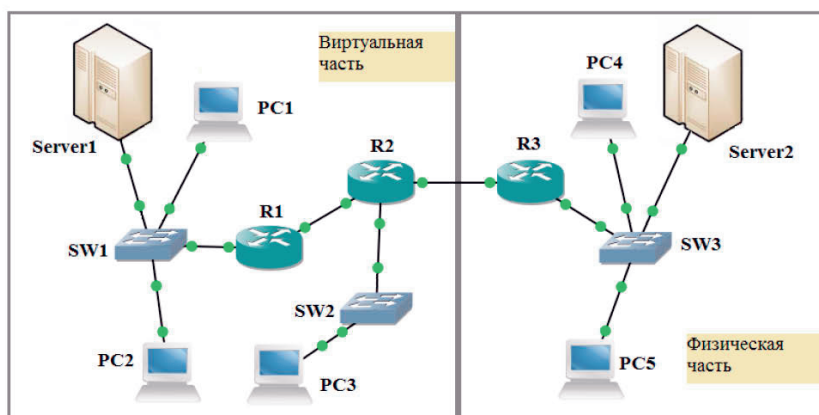 Виртуальная
часть
PC4
PC1
Server1
R2
R3
Server2
R1
SW1
SW3
SW2
PC2
PC3
PC5
Физическая
часть